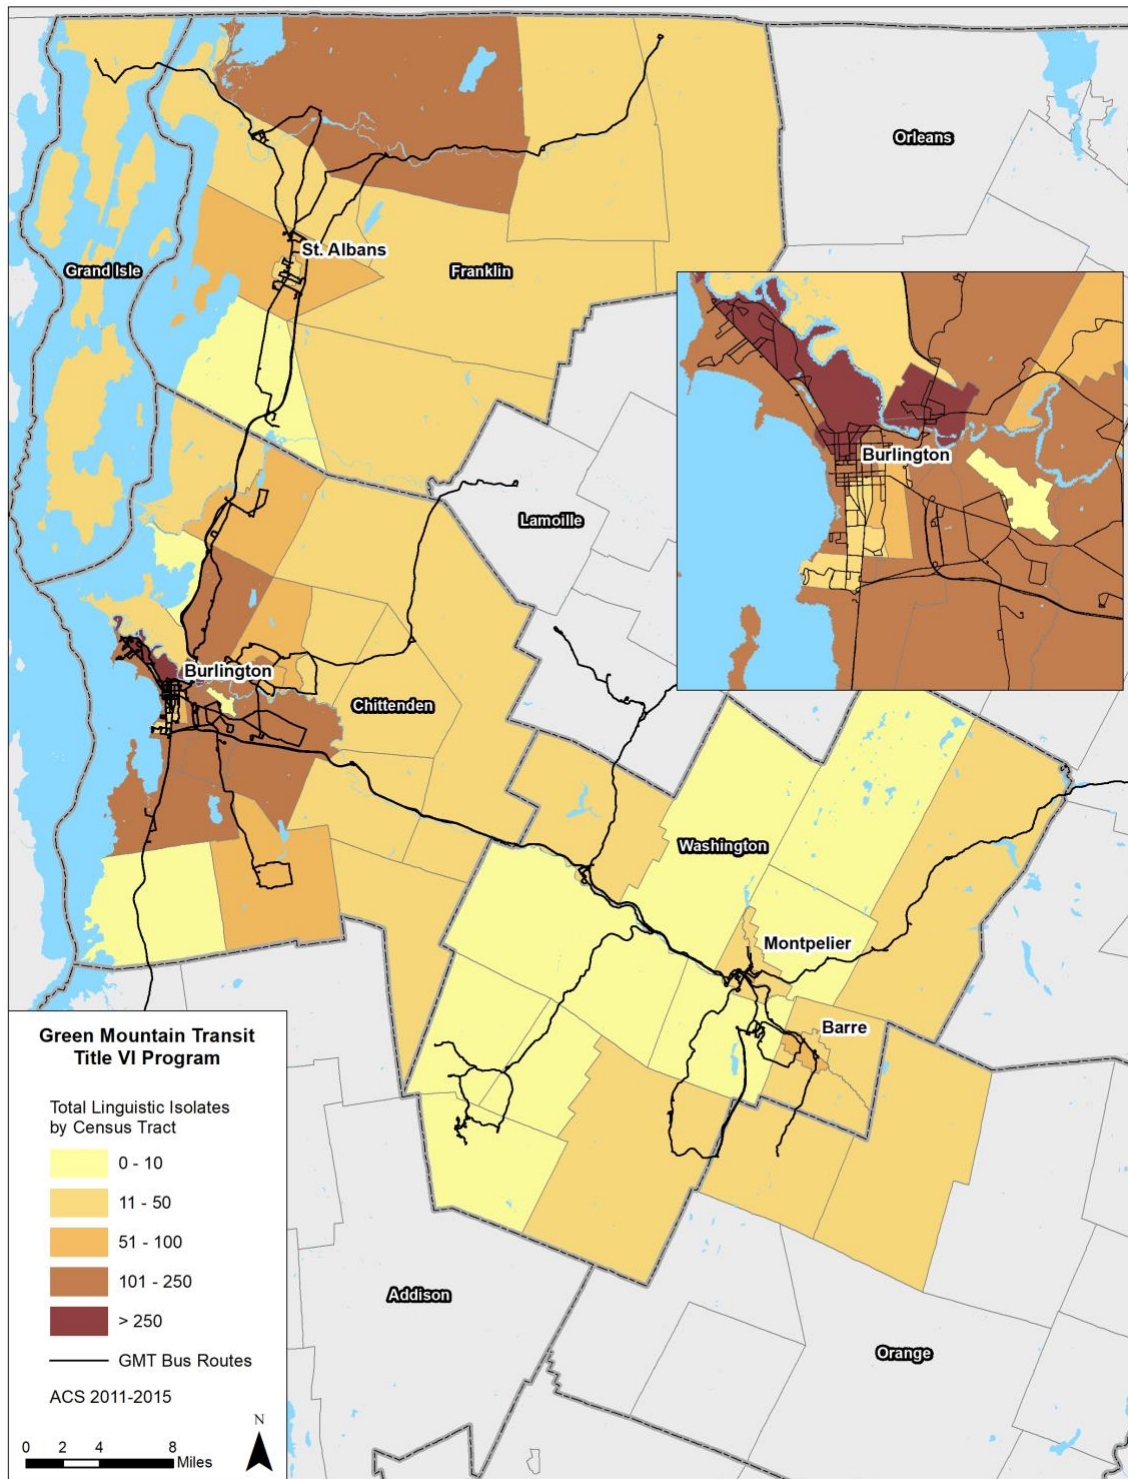 Orleans
St. Albans
Grand Isle
Franklin
Burlington
Lamoille
Burlington
Chittenden
Washington
Montpelier
Barre
Green Mountain Transit
Title VI Program
Total Linguistic Isolates
by Census Tract
0 - 10
11 - 50
51 - 100
101 - 250
> 250
GMT Bus Routes
ACS 2011-2015
N
0 2 4 8
Miles
Addison
Orange